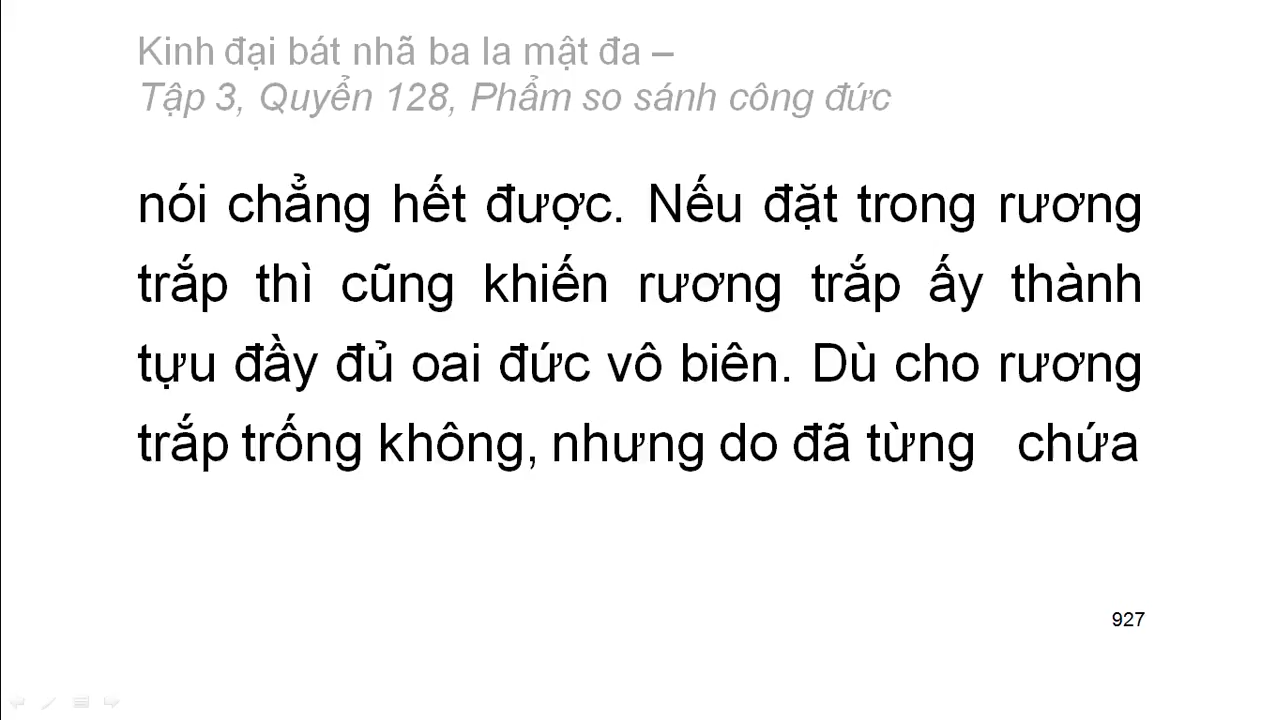 Kinh đại bát nhã ba la mật đa –
Tập 3, Quyển 128, Phẩm so sánh công đức
nói chẳng hết được. Nếu đặt trong rương
trắp thì cũng khiến rương trắp ấy thành
tựu đầy đủ oai đức vô biên. Dù cho rương
trắp trống không, nhưng do đã từng chứa
927